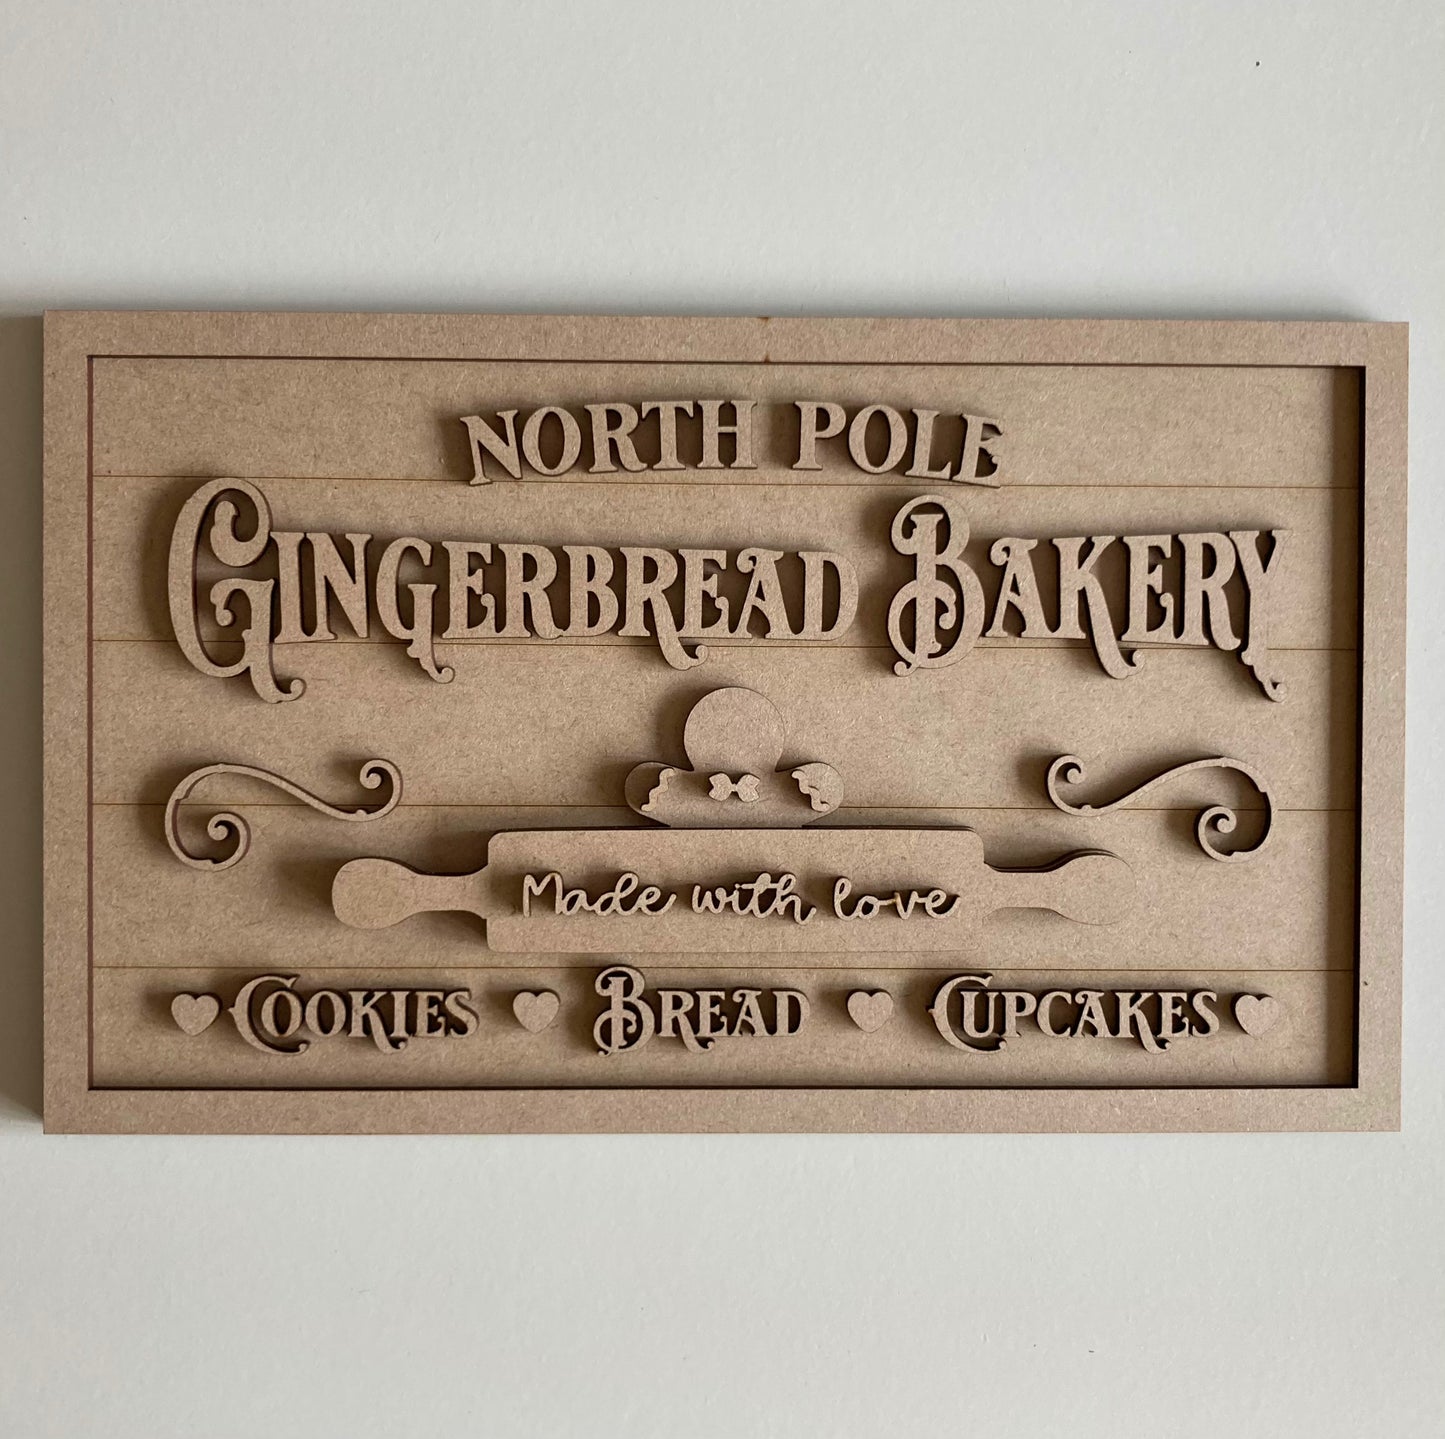 NORTH POLE
GINGERBREAD BAKERY
Made with love
COOKIES BREAD CUPCAKES